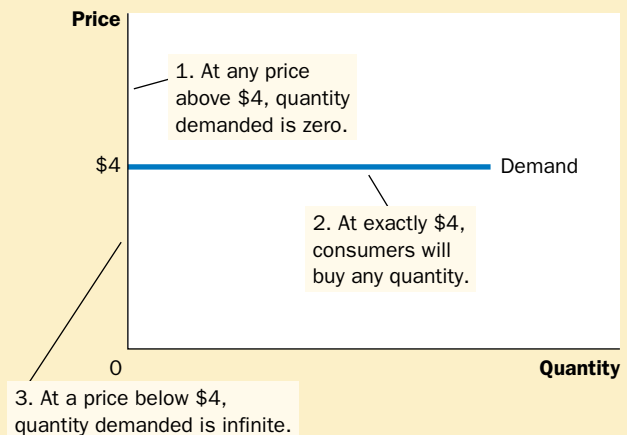 Price
1. At any price
above $4, quantity
demanded is zero.
$4
Demand
2. At exactly $4,
consumers will
buy any quantity.
0
Quantity
3. At a price below $4,
quantity demanded is infinite.